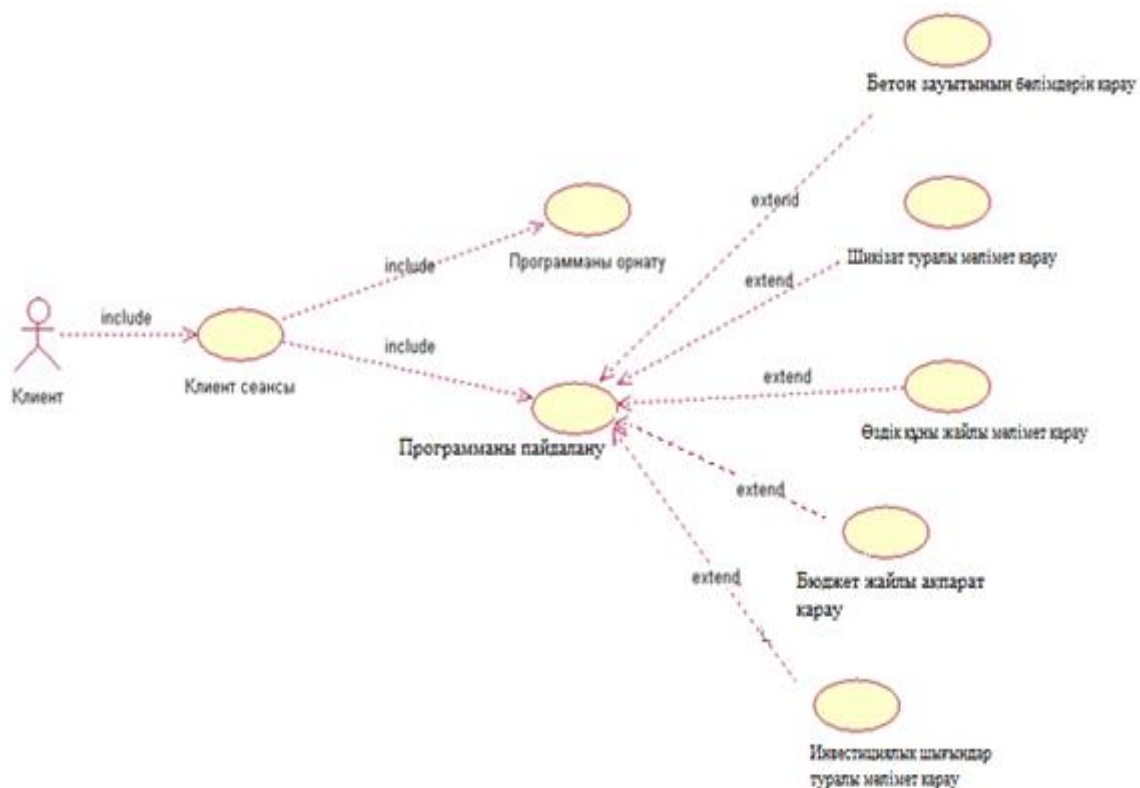 Бетон зауытының бөлімдерін қарау
extend
Программаны орнату
include
Шикізат туралы мәлімет қарау
extend
include
Клиент
Клиент сеансы
include
extend
Өздік құны жайлы мәлімет қарау
Программаны пайдалану
extend
Бюджет жайлы ақпарат
қарау
extend
Инвестициялық шығындар
туралы мәлімет қарау